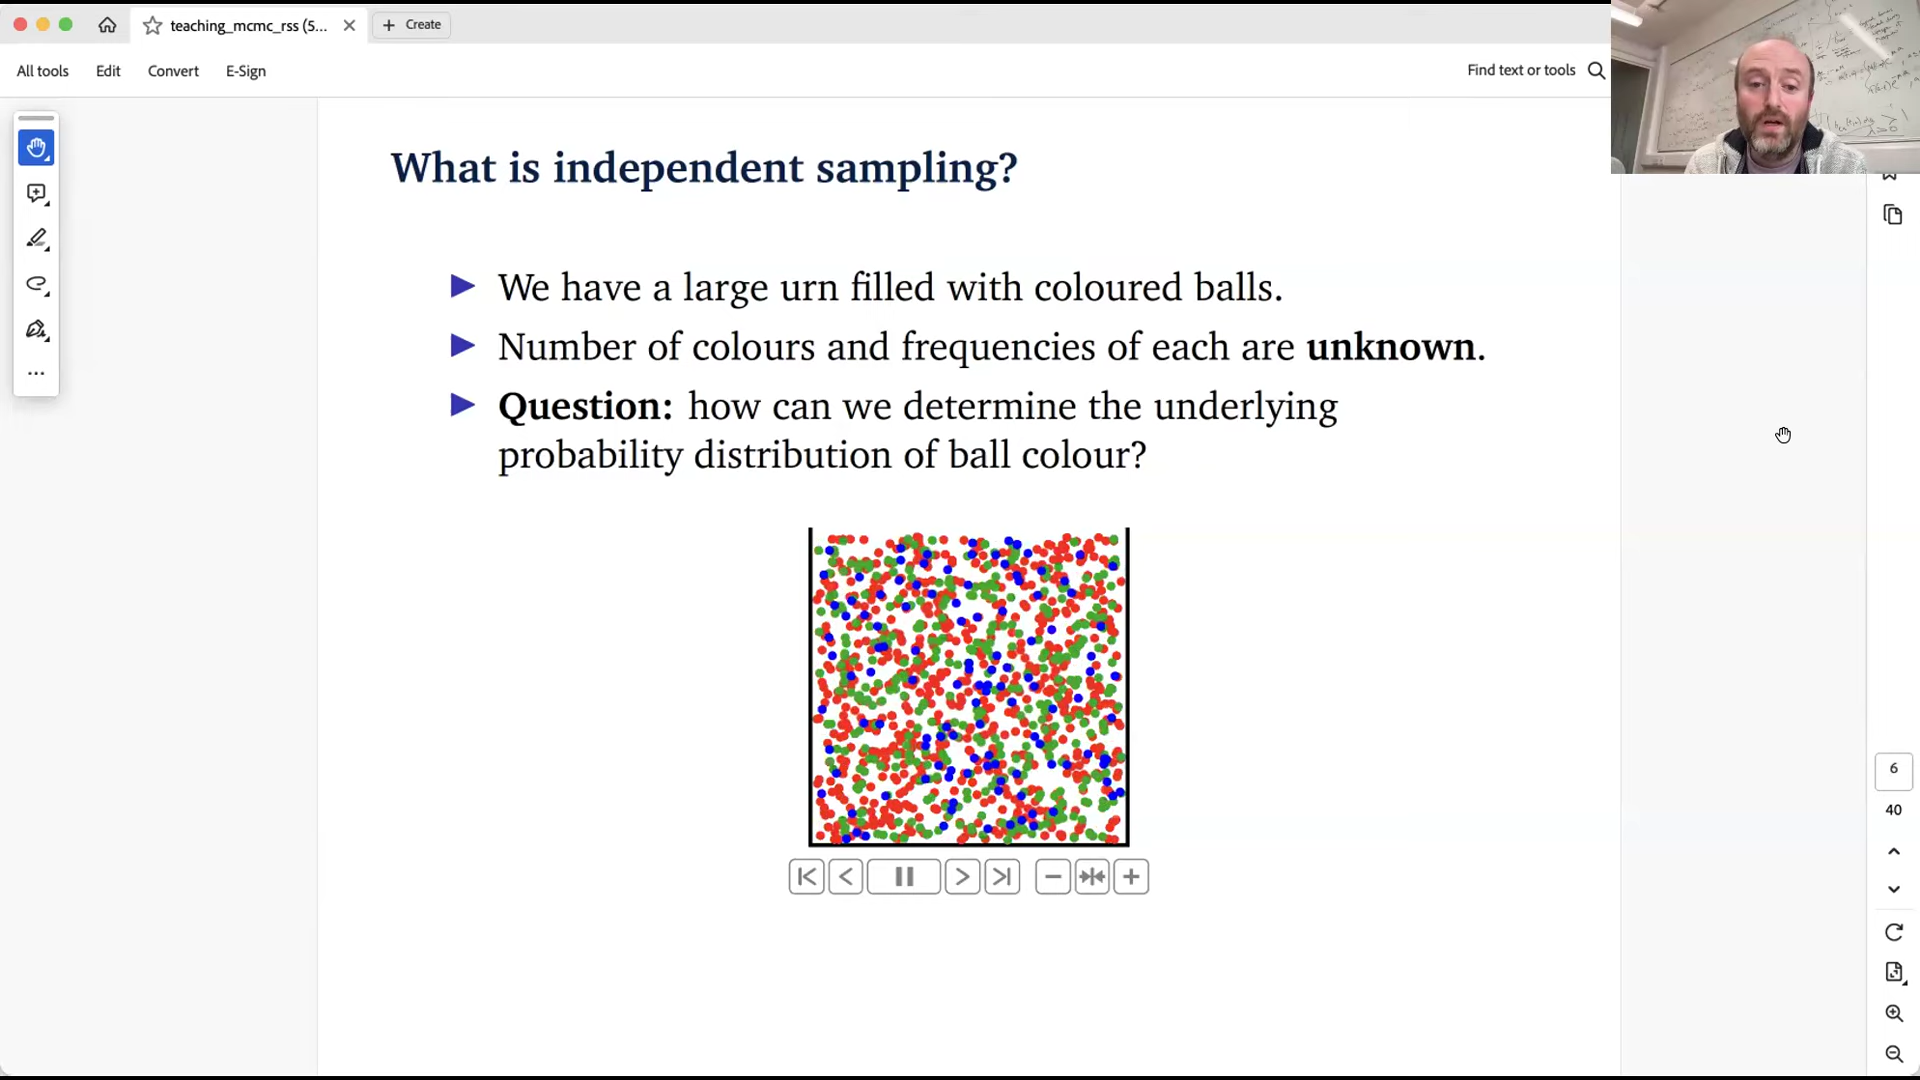 teaching_mcmc_rss (5...
Create
All tools
Edit
Convert
E-Sign
Find text or tools
What is independent sampling?
We have a large urn filled with coloured balls.
Number of colours and frequencies of each are unknown.
Question: how can we determine the underlying
probability distribution of ball colour?
6
40